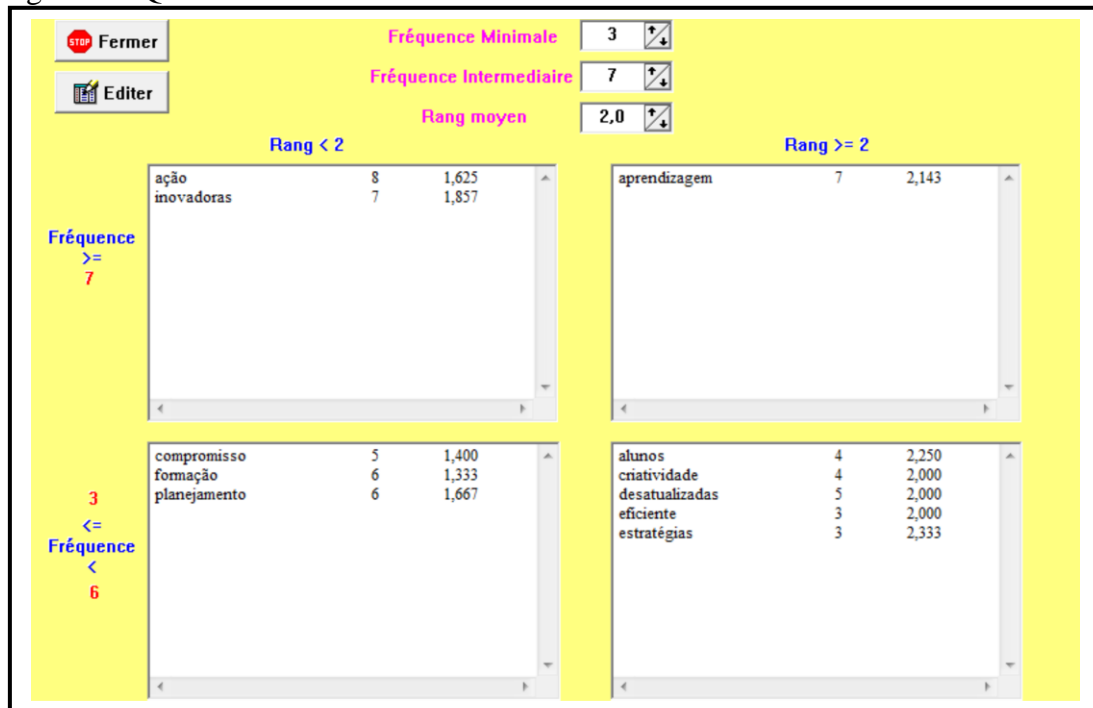 STOP Fermer
Fréquence Minimale 3
Fréquence Intermediaire 7
Editer
Rang moyen 2,0
Rang < 2 Rang >= 2
ação 8 1,625
inovadoras 7 1,857
aprendizagem 7 2,143
Fréquence
>=
7
compromisso 5 1,400
formação 6 1,333
planejamento 6 1,667
alunos 4 2,250
criatividade 4 2,000
desatualizadas 5 2,000
eficiente 3 2,000
estratégias 3 2,333
3
<=
Fréquence
<
6